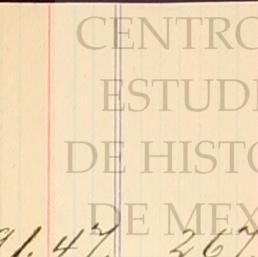 CENTRO
ESTUDI
DE HISTO
DE MEX
91.47. 267.